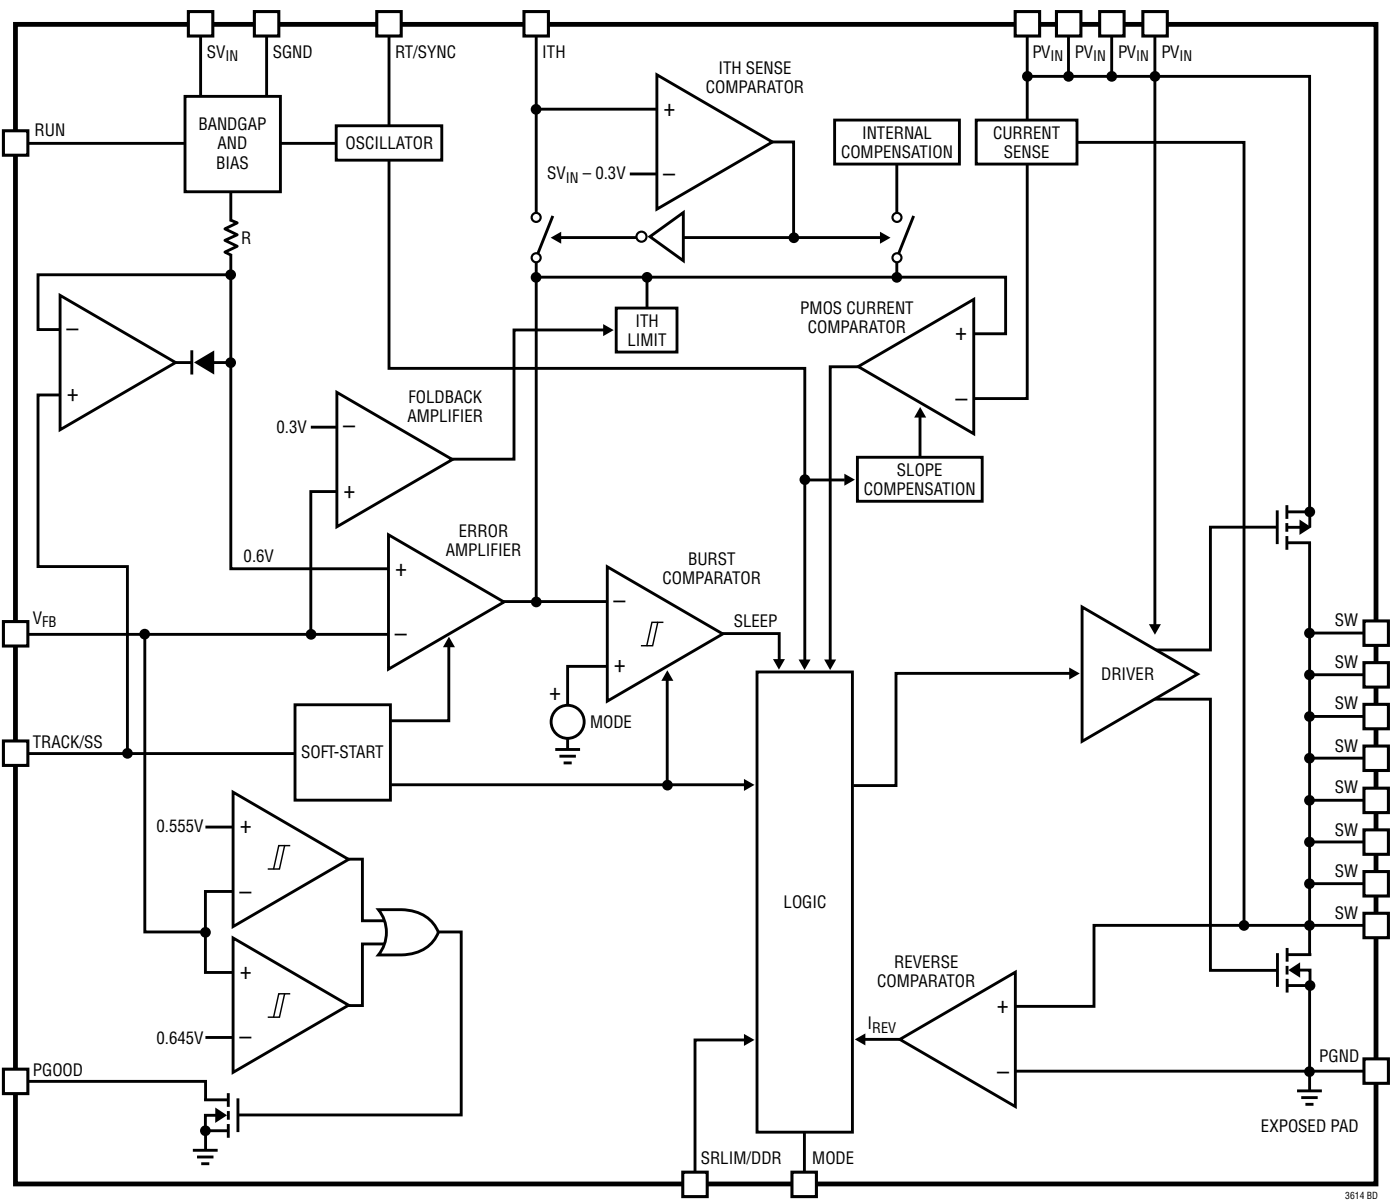 SVIN
SGND
RT/SYNC
ITH
PVIN
PVIN
PVIN
PVIN
ITH SENSE
COMPARATOR
RUN
BANDGAP
AND
BIAS
OSCILLATOR
+
INTERNAL
COMPENSATION
CURRENT
SENSE
SVIN – 0.3V
–
R
ITH
LIMIT
PMOS CURRENT
COMPARATOR
+
–
–
+
FOLDBACK
AMPLIFIER
0.3V
–
+
SLOPE
COMPENSATION
ERROR
AMPLIFIER
0.6V
+
–
BURST
COMPARATOR
–
+
SLEEP
VFB
+
MODE
DRIVER
SW
SW
SW
SW
SW
SW
SW
SW
TRACK/SS
SOFT-START
0.555V
+
–
+
0.645V
–
LOGIC
REVERSE
COMPARATOR
+
–
IREV
PGOOD
PGND
EXPOSED PAD
SRLIM/DDR
MODE
3614 BD